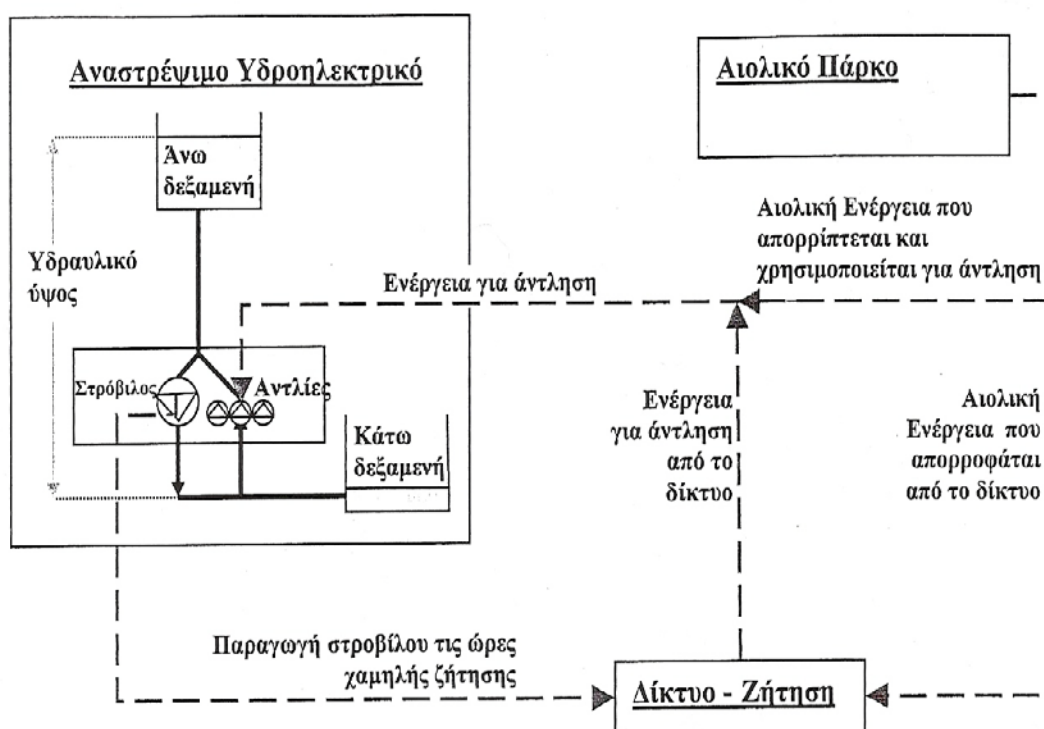 Αναστρέψιμο Υδροηλεκτρικό
Άνω
δεξαμενή
Υδραυλικό
ύψος
Στρόβιλος
Αντλίες
Κάτω
δεξαμενή
Αιολικό Πάρκο
Αιολική Ενέργεια που
απορρίπτεται και
χρησιμοποιείται για άντληση
Ενέργεια για άντληση
Ενέργεια
για άντληση
από το
δίκτυο
Αιολική
Ενέργεια που
απορροφάται
από το δίκτυο
Παραγωγή στροβίλου τις ώρες
χαμηλής ζήτησης
Δίκτυο - Ζήτηση